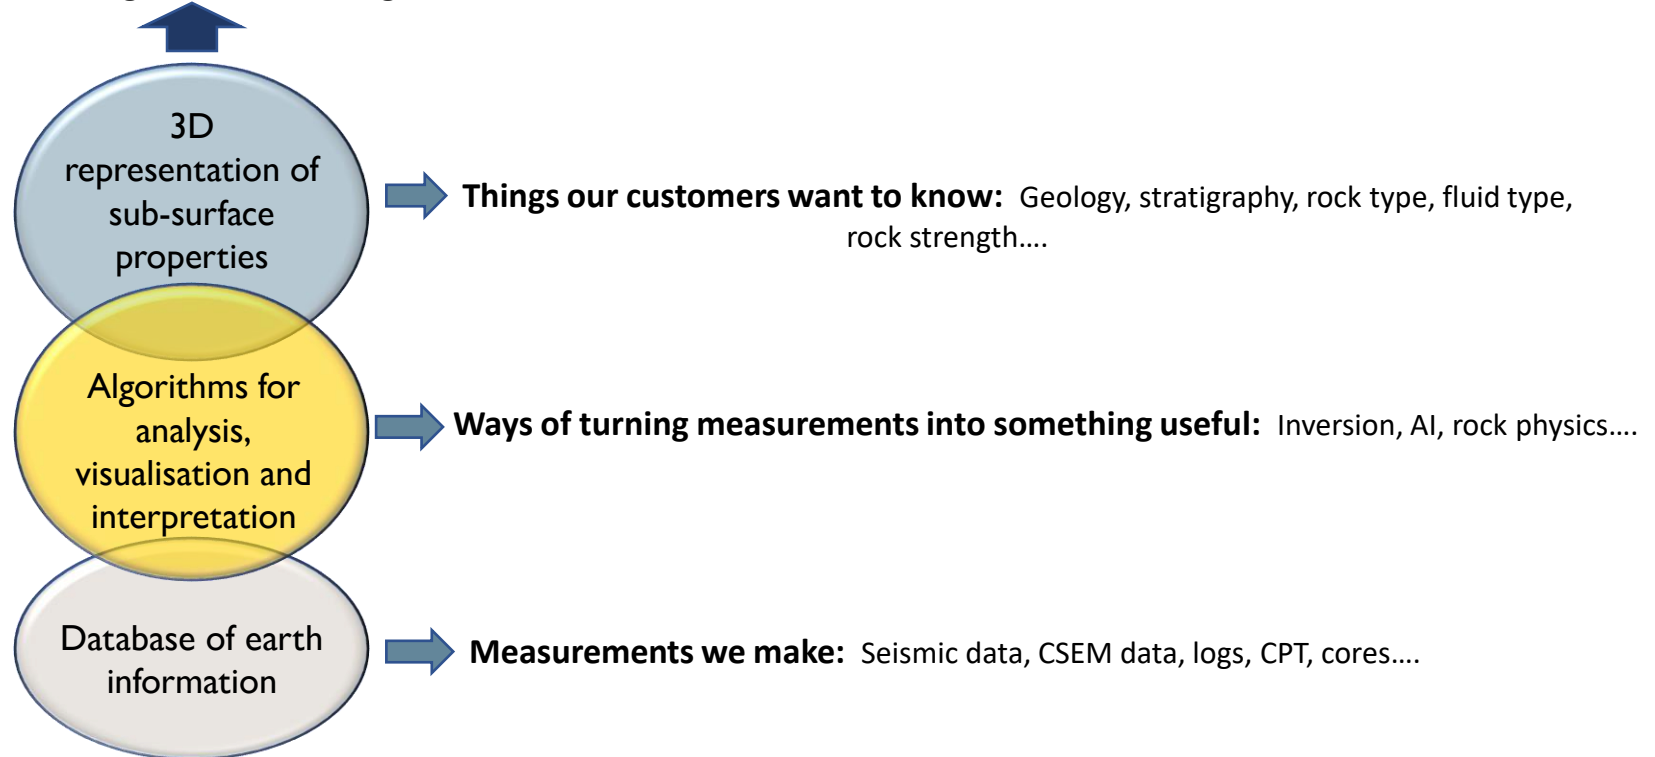 3D
representation of
sub-surface
properties
Things our customers want to know: Geology, stratigraphy, rock type, fluid type,
rock strength....
Algorithms for
analysis,
visualisation and
interpretation
Ways of turning measurements into something useful: Inversion, AI, rock physics....
Database of earth
information
Measurements we make: Seismic data, CSEM data, logs, CPT, cores....